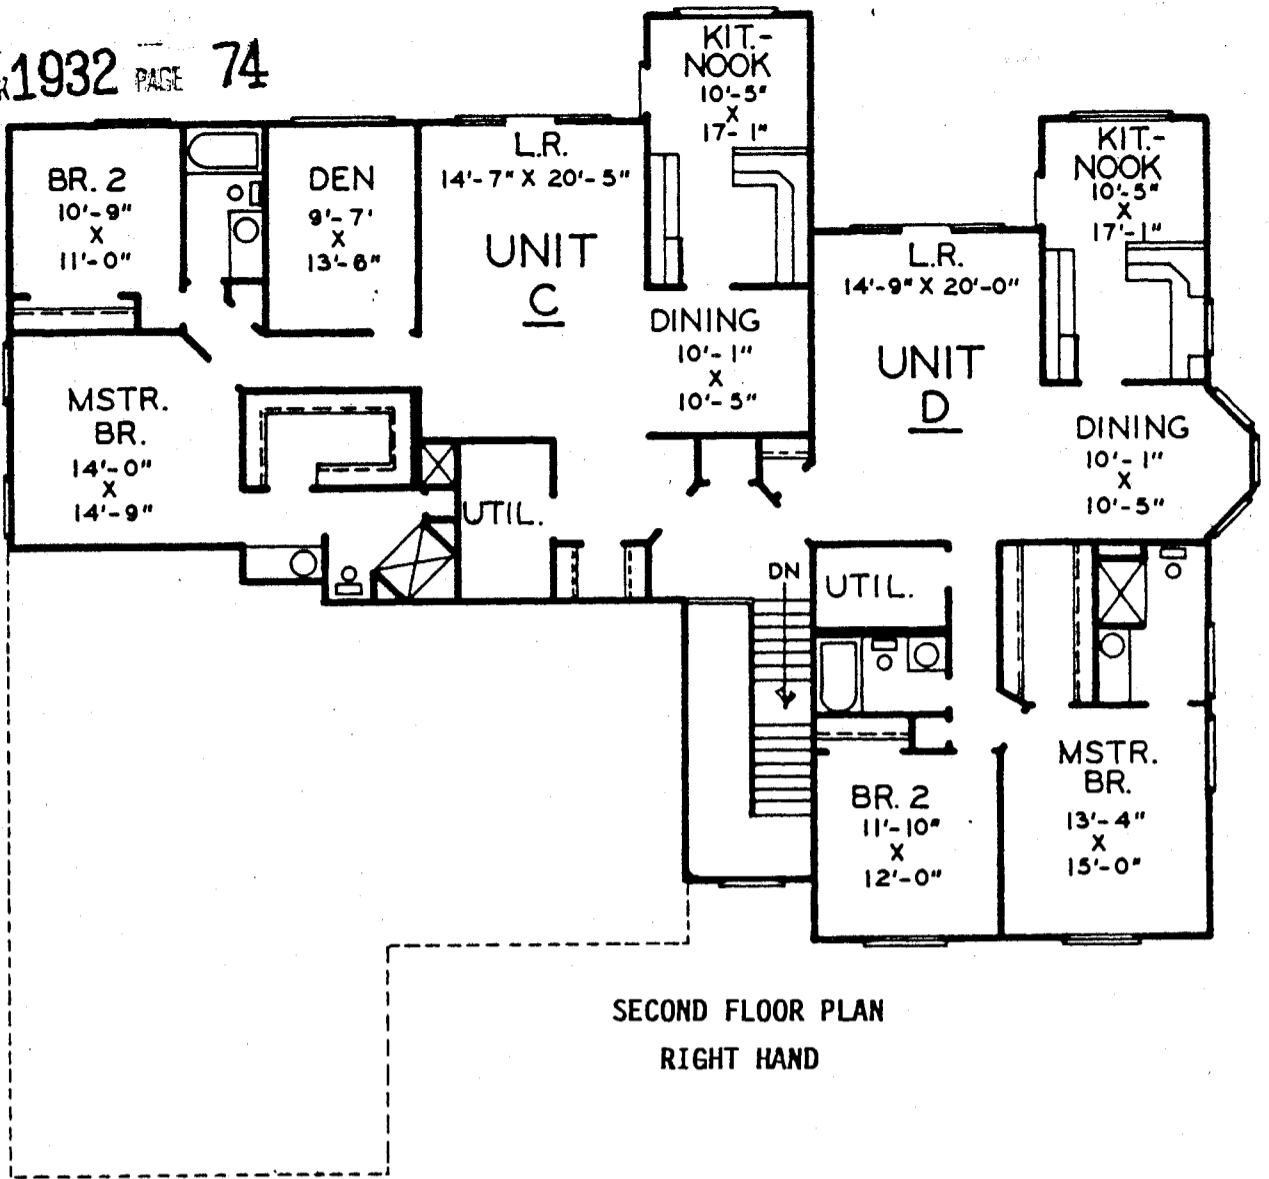 1932 PAGE 74
KIT.-
NOOK
10'-5"
X
17'-1"
BR. 2
10'-9"
X
11'-0"
DEN
9'-7'
X
13'-6"
L.R.
14'-7" X 20'-5"
UNIT
C
DINING
10'-1"
X
10'-5"
MSTR.
BR.
14'-0"
X
14'-9"
UTIL.
KIT.-
NOOK
10'-5"
X
17'-1"
L.R.
14'-9" X 20'-0"
UNIT
D
DINING
10'-1"
X
10'-5"
DN
UTIL.
BR. 2
11'-10"
X
12'-0"
MSTR.
BR.
13'-4"
X
15'-0"
SECOND FLOOR PLAN
RIGHT HAND